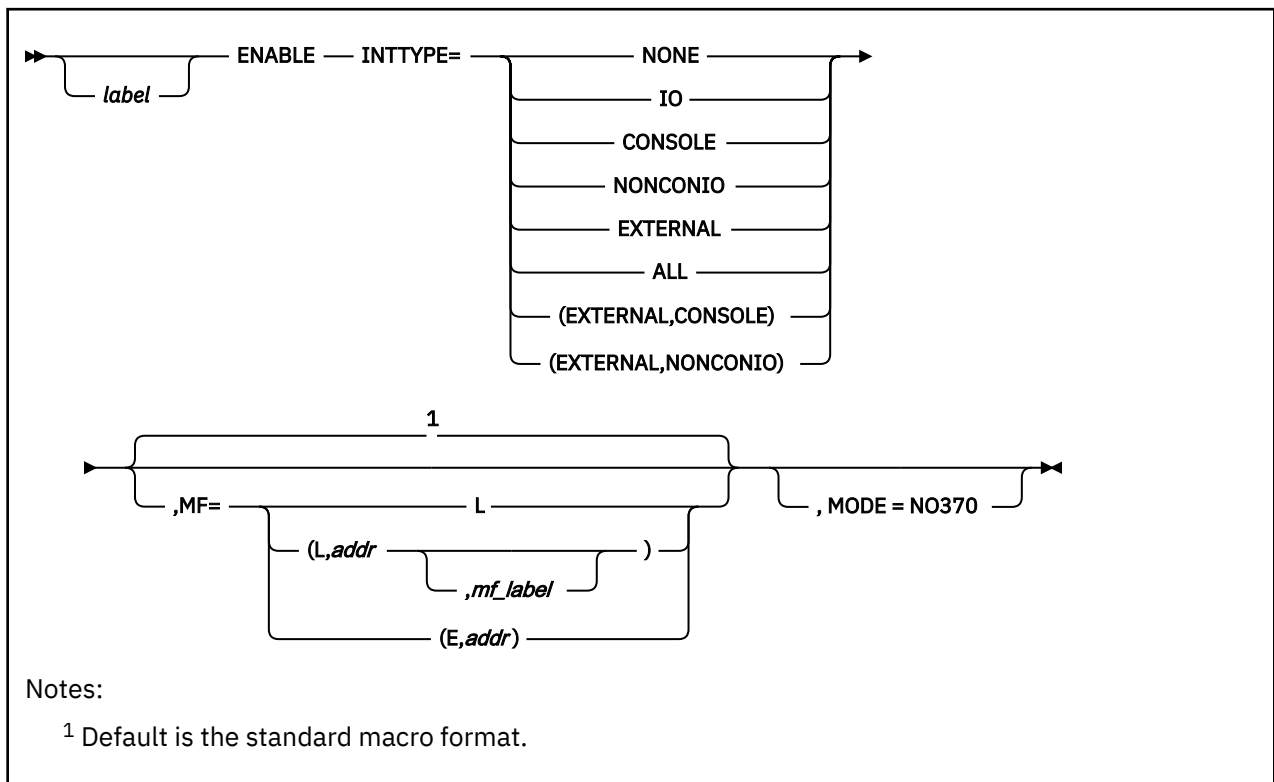 label ENABLE INTTYPE= NONE
IO
CONSOLE
NONCONIO
EXTERNAL
ALL
(EXTERNAL,CONSOLE)
(EXTERNAL,NONCONIO)
1
,MF= L
(L,addr ,mf_label )
(E,addr)
, MODE = NO370
Notes:
1 Default is the standard macro format.